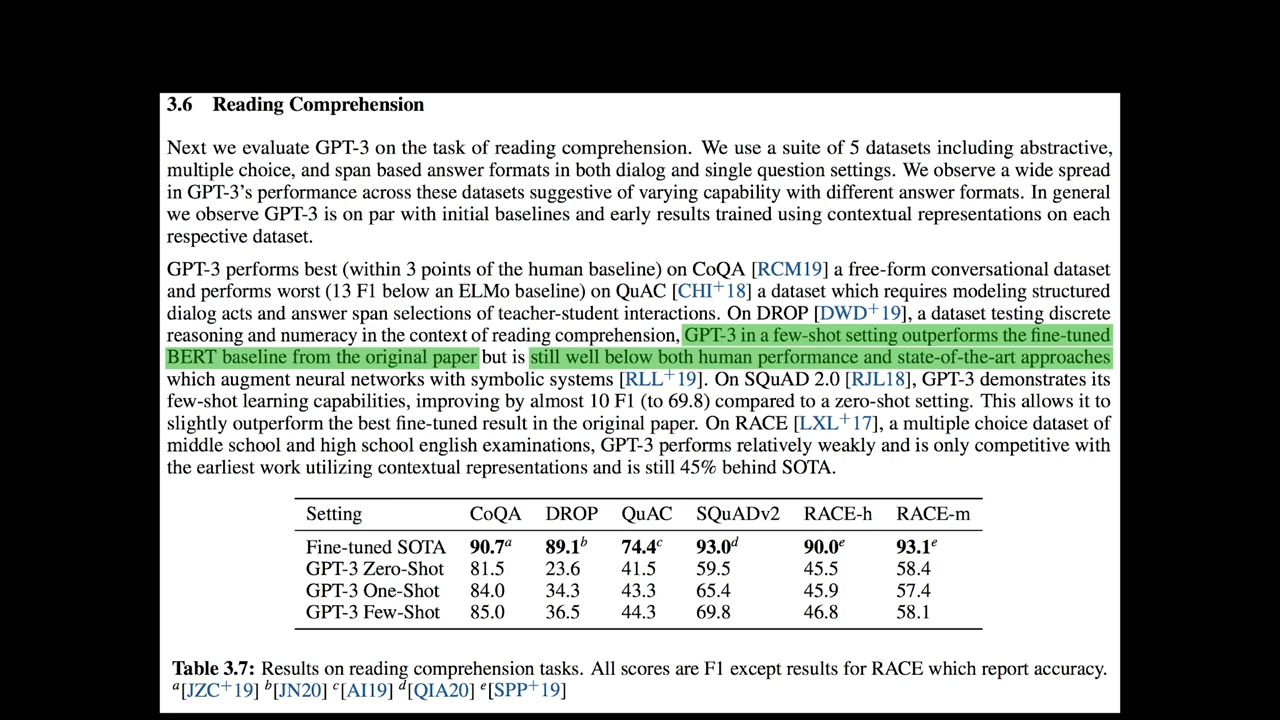 3.6 Reading Comprehension
Next we evaluate GPT-3 on the task of reading comprehension. We use a suite of 5 datasets including abstractive,
multiple choice, and span based answer formats in both dialog and single question settings. We observe a wide spread
in GPT-3's performance across these datasets suggestive of varying capability with different answer formats. In general
we observe GPT-3 is on par with initial baselines and early results trained using contextual representations on each
respective dataset.
GPT-3 performs best (within 3 points of the human baseline) on CoQA [RCM19] a free-form conversational dataset
and performs worst (13 F1 below an ELMo baseline) on QuAC [CHI+18] a dataset which requires modeling structured
dialog acts and answer span selections of teacher-student interactions. On DROP [DWD+19], a dataset testing discrete
reasoning and numeracy in the context of reading comprehension, GPT-3 in a few-shot setting outperforms the fine-tuned
BERT baseline from the original paper but is still well below both human performance and state-of-the-art approaches
which augment neural networks with symbolic systems [RLL+19]. On SQuAD 2.0 [RJL18], GPT-3 demonstrates its
few-shot learning capabilities, improving by almost 10 F1 (to 69.8) compared to a zero-shot setting. This allows it to
slightly outperform the best fine-tuned result in the original paper. On RACE [LXL+17], a multiple choice dataset of
middle school and high school english examinations, GPT-3 performs relatively weakly and is only competitive with
the earliest work utilizing contextual representations and is still 45% behind SOTA.
Setting CoQA DROP QuAC SQuADv2 RACE-h RACE-m
Fine-tuned SOTA 90.7a 89.1b 74.4c 93.0d 90.0e 93.1e
GPT-3 Zero-Shot 81.5 23.6 41.5 59.5 45.5 58.4
GPT-3 One-Shot 84.0 34.3 43.3 65.4 45.9 57.4
GPT-3 Few-Shot 85.0 36.5 44.3 69.8 46.8 58.1
Table 3.7: Results on reading comprehension tasks. All scores are F1 except results for RACE which report accuracy.
a[JZC+19] b[JN20] c[AI19] d[QIA20] e[SPP+19]